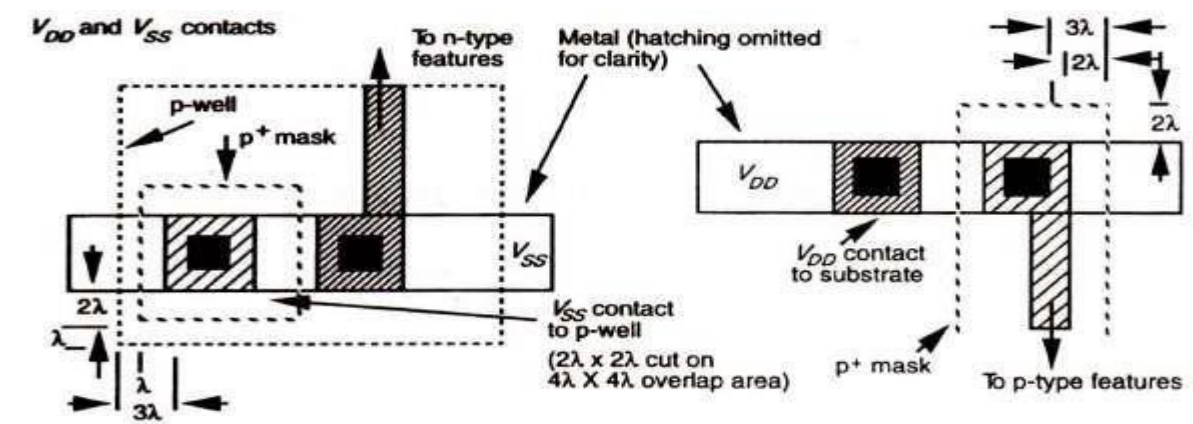 V_DD and V_SS contacts
To n-type
features
Metal (hatching omitted
for clarity)
3λ
2λ
p-well
p⁺ mask
2λ
V_DD
V_SS
V_DD contact
to substrate
2λ
λ
V_SS contact
to p-well
(2λ x 2λ cut on
4λ X 4λ overlap area)
p⁺ mask
To p-type features
λ
3λ